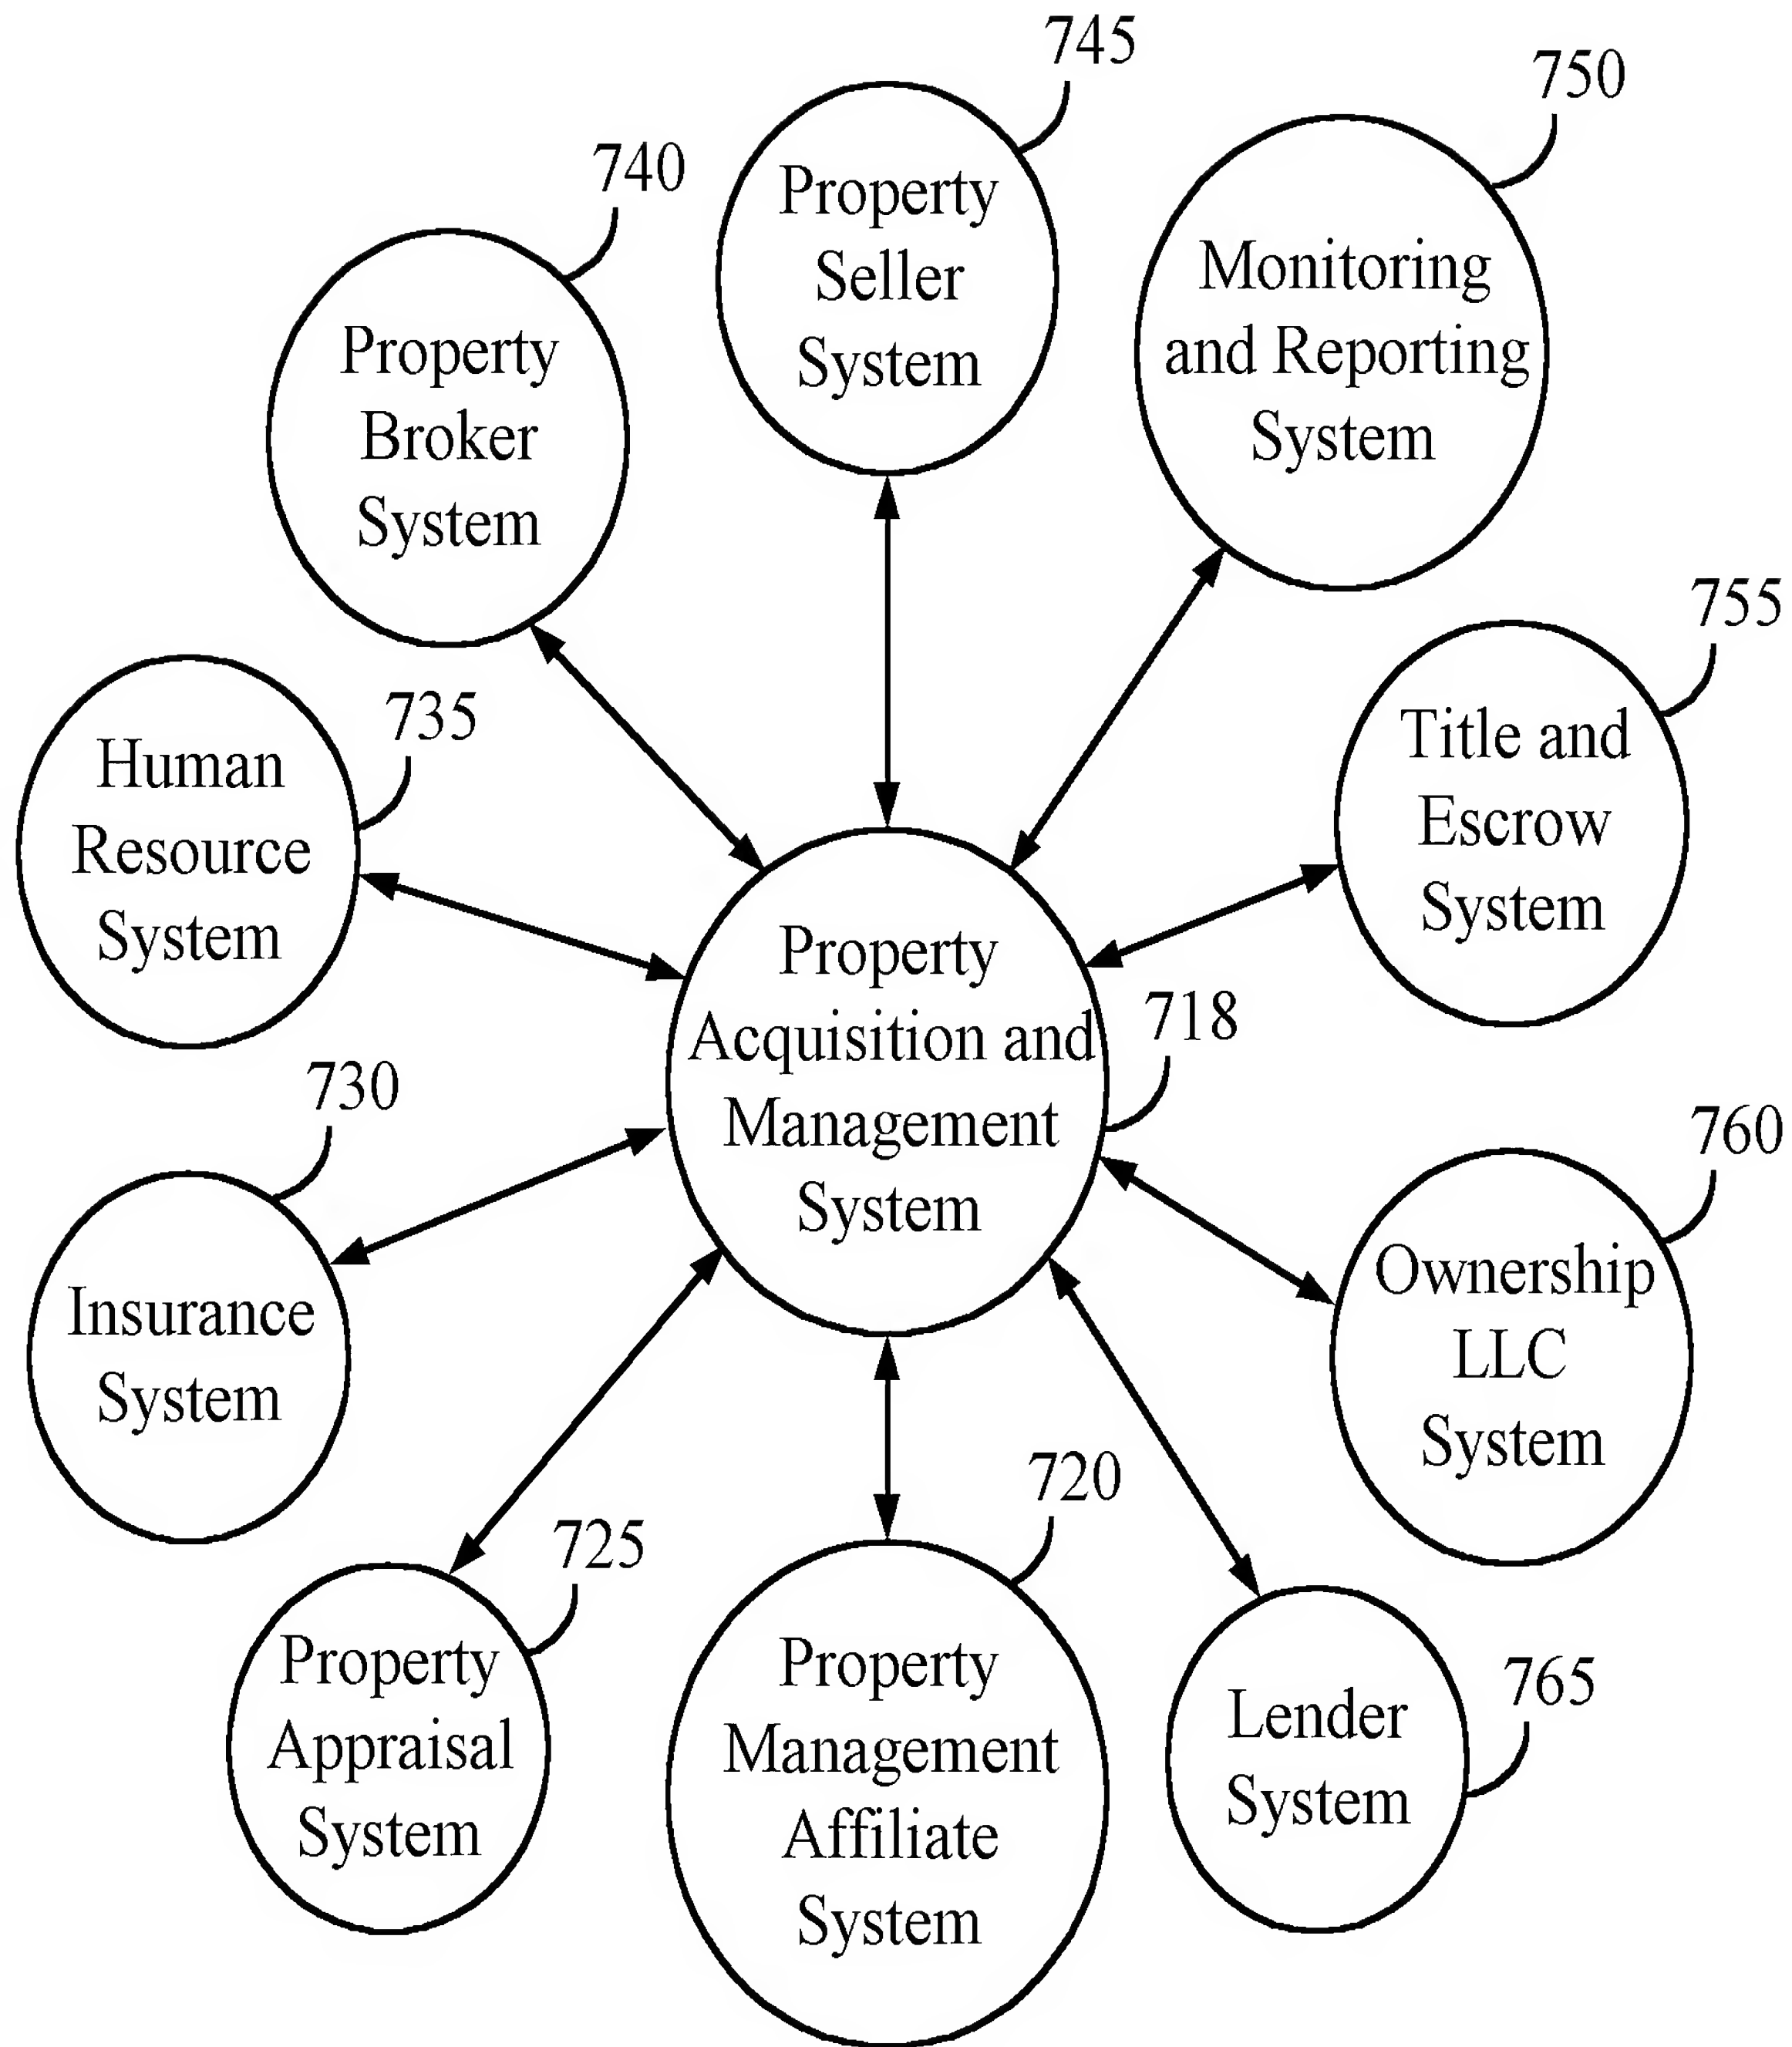 745
Property
Seller
System
750
Monitoring
and Reporting
System
740
Property
Broker
System
755
Title and
Escrow
System
735
Human
Resource
System
718
Property
Acquisition and
Management
System
730
Insurance
System
760
Ownership
LLC
System
725
Property
Appraisal
System
720
Property
Management
Affiliate
System
765
Lender
System